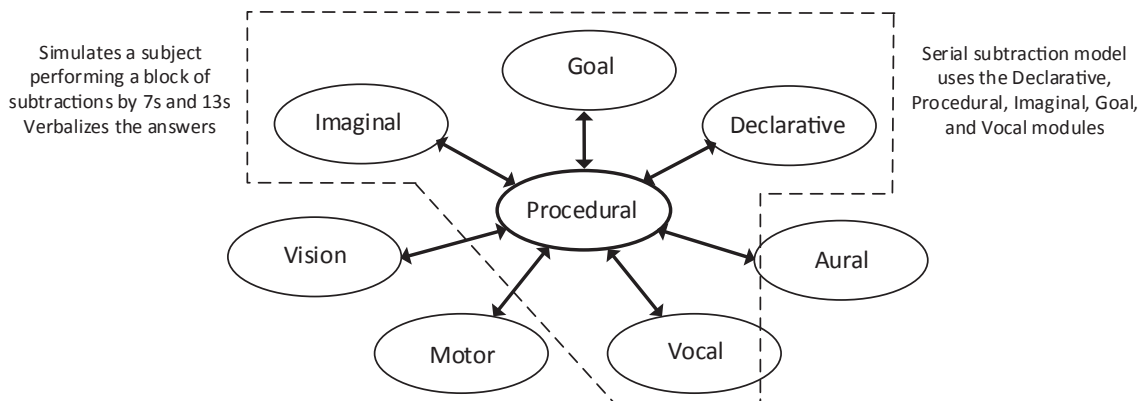 Simulates a subject
performing a block of
subtractions by 7s and 13s
Verbalizes the answers
Goal
Serial subtraction model
uses the Declarative,
Procedural, Imaginal, Goal,
and Vocal modules
Imaginal
Declarative
Procedural
Vision
Aural
Motor
Vocal